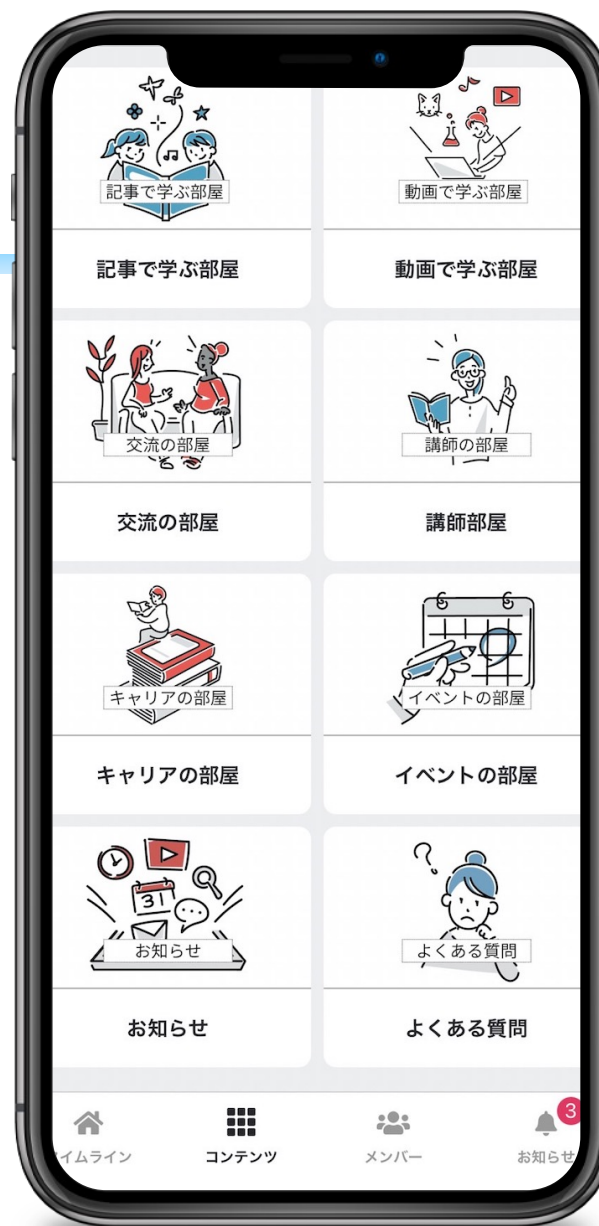 記事で学ぶ部屋
動画で学ぶ部屋
記事で学ぶ部屋
動画で学ぶ部屋
交流の部屋
講師の部屋
交流の部屋
講師部屋
キャリアの部屋
イベントの部屋
キャリアの部屋
イベントの部屋
31
お知らせ
よくある質問
お知らせ
よくある質問
3
イムライン
コンテンツ
メンバー
お知らせ